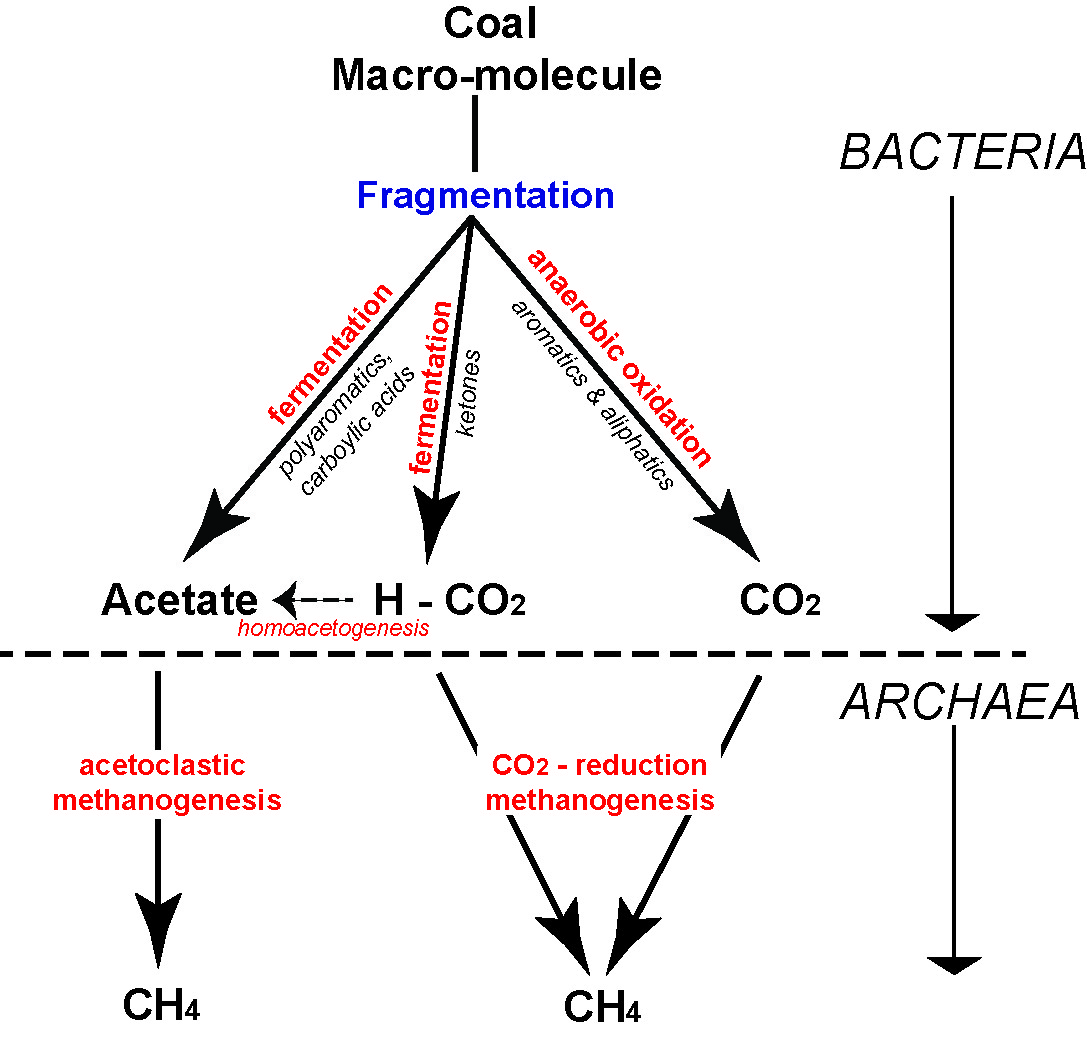 Coal
Macro-molecule
BACTERIA
Fragmentation
fermentation
polyaromatics,
carboylic acids
fermentation
ketones
anaerobic oxidation
aromatics & aliphatics
Acetate
H - CO2
CO2
homoacetogenesis
ARCHAEA
acetoclastic
methanogenesis
CO2 - reduction
methanogenesis
CH4
CH4